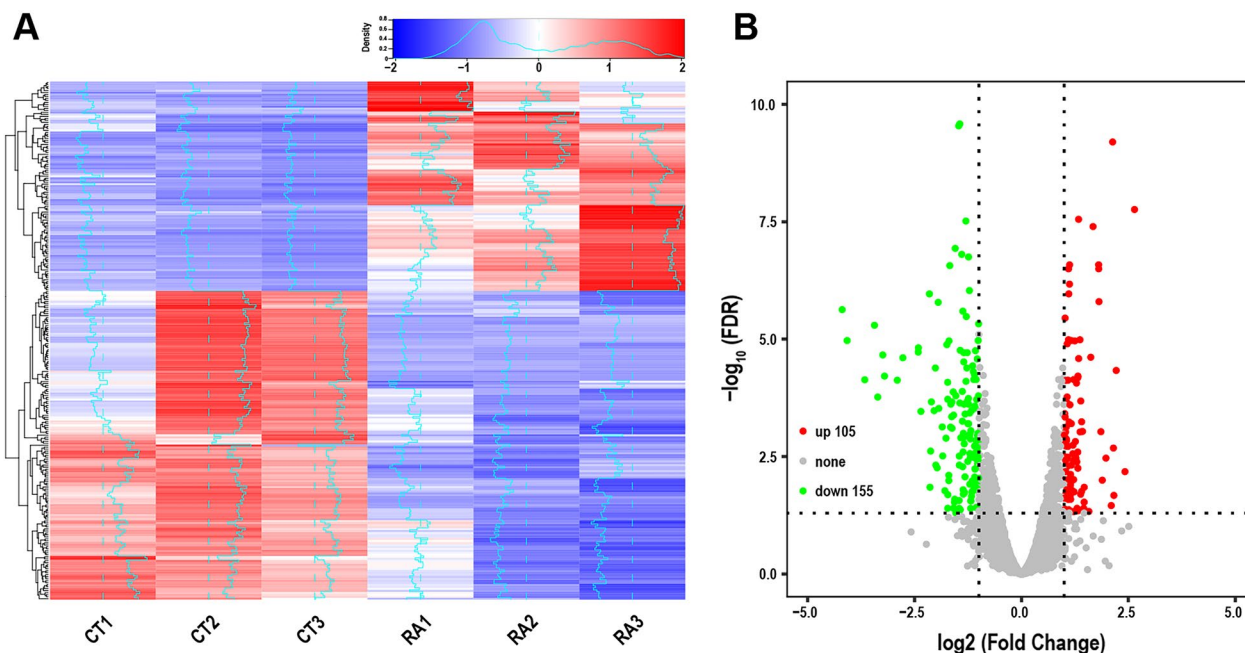 A
B
Density
0.8
0.6
0.4
0.2
0
−2
−1
0
1
2
CT1
CT2
CT3
RA1
RA2
RA3
10.0
7.5
5.0
2.5
0.0
−log10 (FDR)
up 105
none
down 155
−5.0
−2.5
0.0
2.5
5.0
log2 (Fold Change)